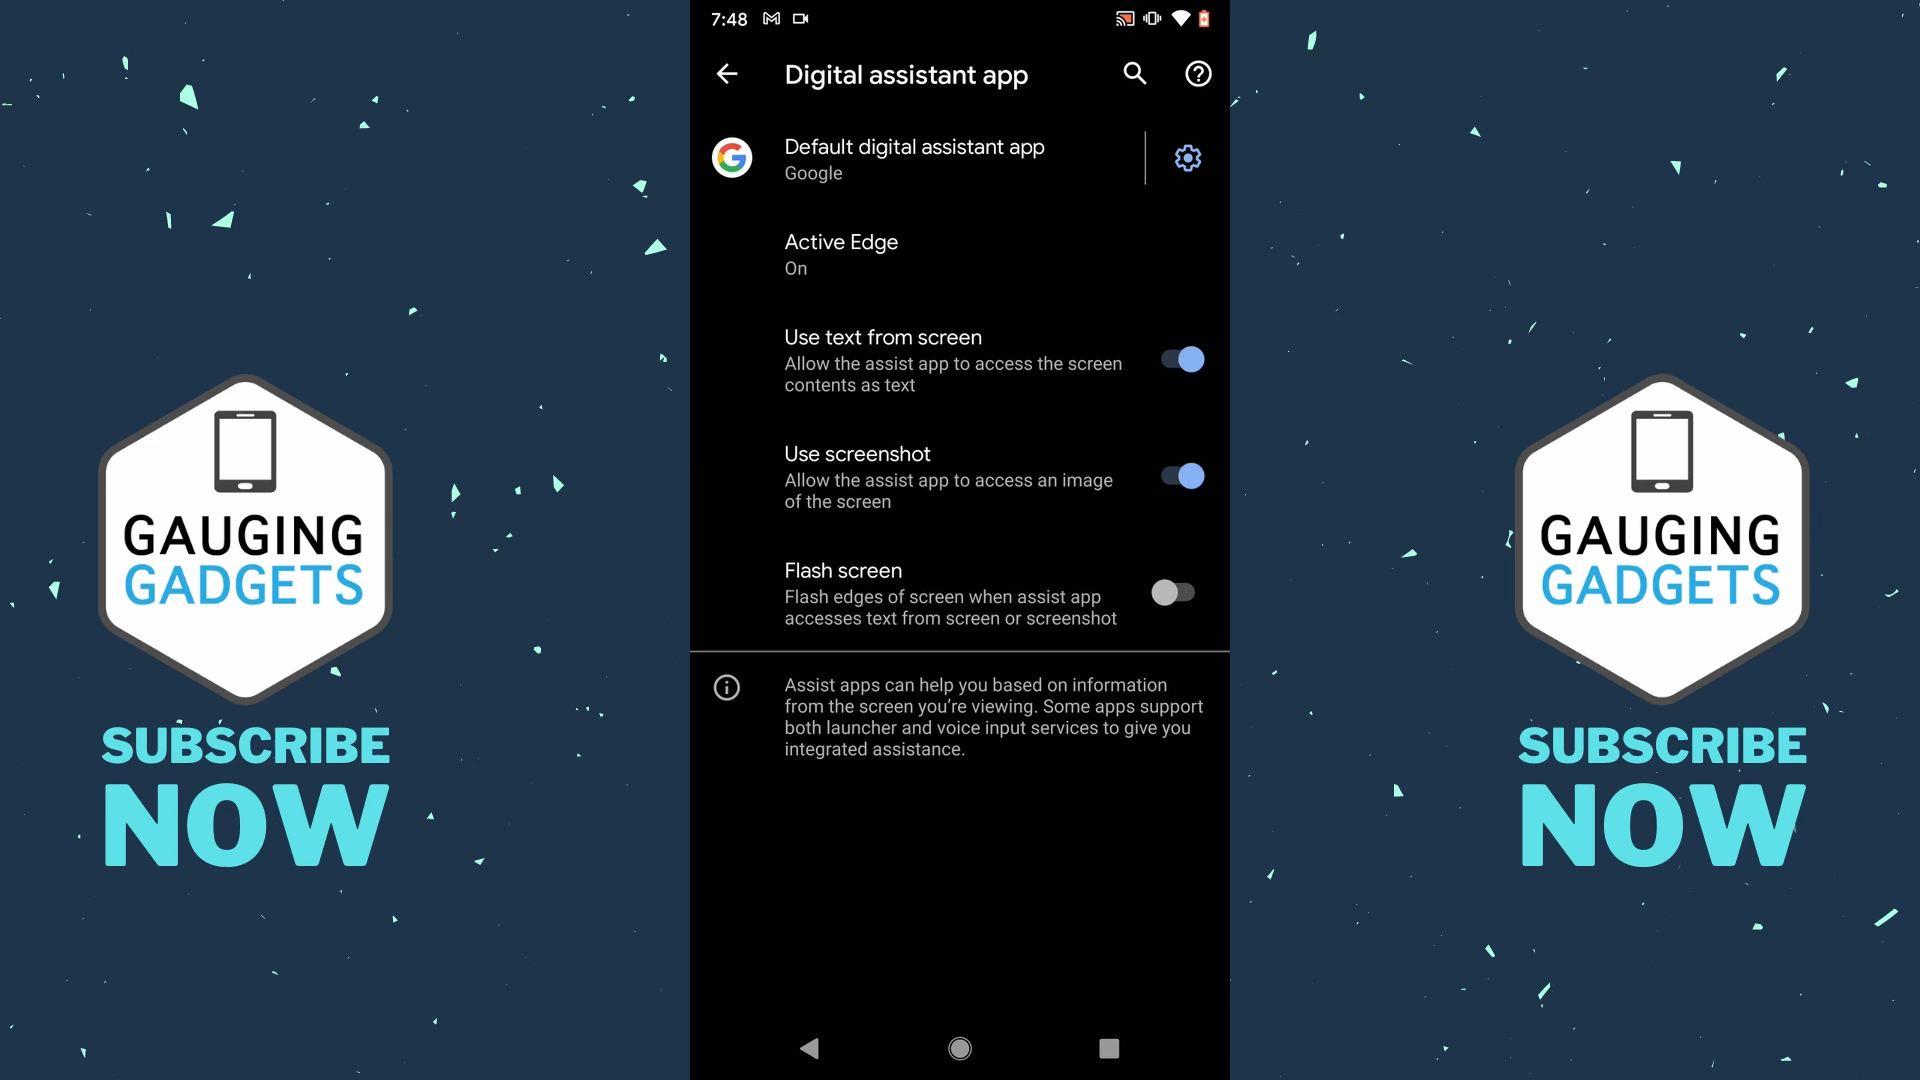 7:48
Digital assistant app
Default digital assistant app
Google
Active Edge
On
Use text from screen
Allow the assist app to access the screen
contents as text
Use screenshot
Allow the assist app to access an image
of the screen
Flash screen
Flash edges of screen when assist app
accesses text from screen or screenshot
Assist apps can help you based on information
from the screen you're viewing. Some apps support
both launcher and voice input services to give you
integrated assistance.
GAUGING
GADGETS
SUBSCRIBE
NOW
GAUGING
GADGETS
SUBSCRIBE
NOW